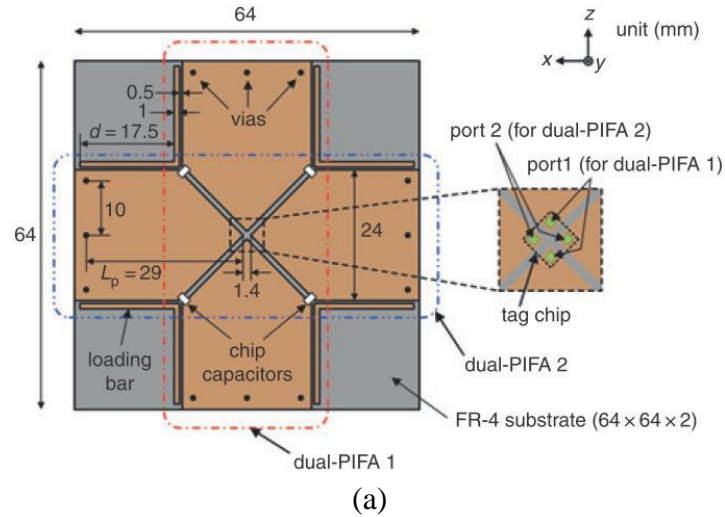 64
z
unit (mm)
x
y
0.5
1
vias
d = 17.5
port 2 (for dual-PIFA 2)
port1 (for dual-PIFA 1)
10
64
24
Lp = 29
1.4
tag chip
loading
bar
chip
capacitors
dual-PIFA 2
FR-4 substrate (64 × 64 × 2)
dual-PIFA 1
(a)